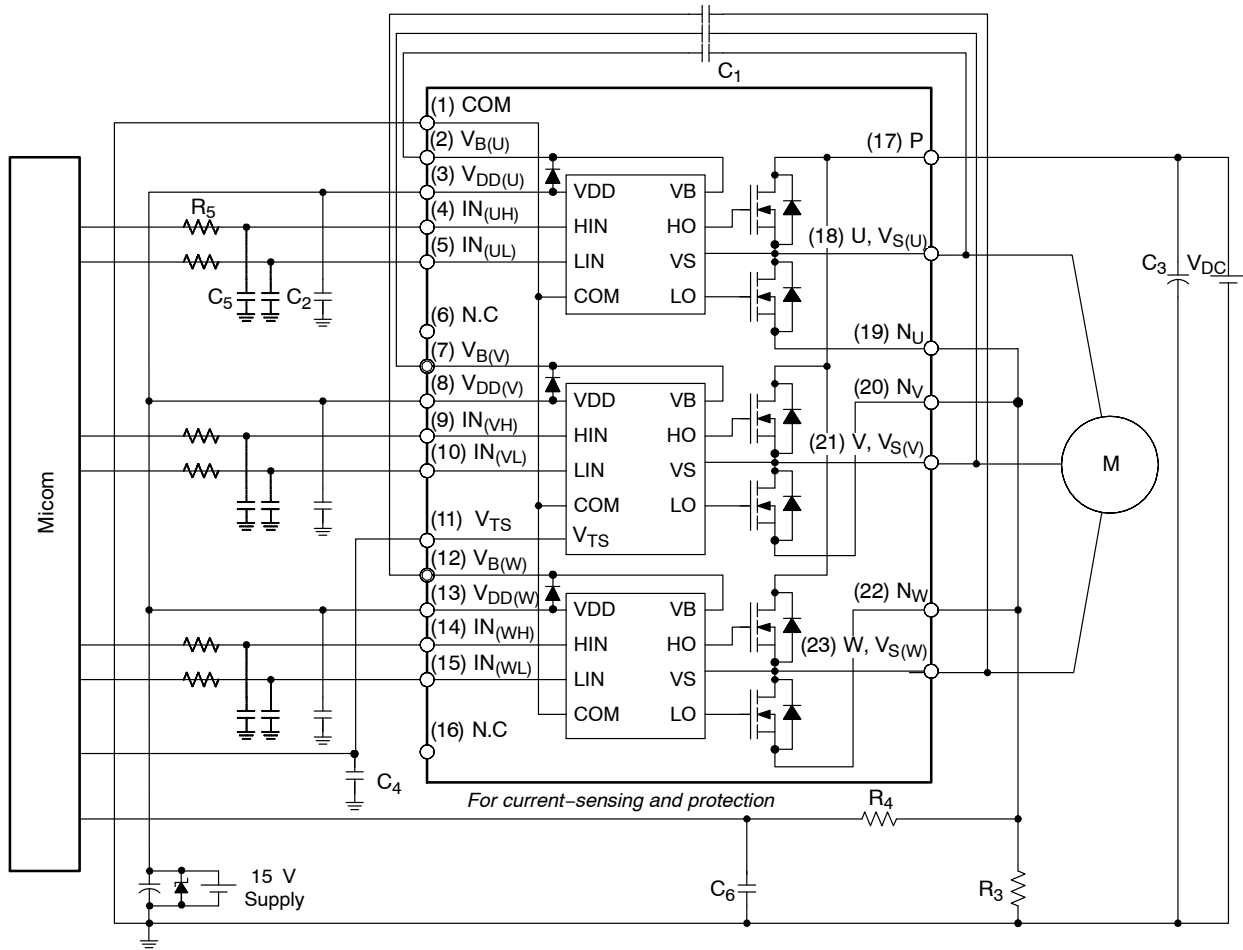 C1
(1) COM
(2) VB(U)
(3) VDD(U)
(4) IN(UH)
(5) IN(UL)
(6) N.C
(7) VB(V)
(8) VDD(V)
(9) IN(VH)
(10) IN(VL)
(11) VTS
(12) VB(W)
(13) VDD(W)
(14) IN(WH)
(15) IN(WL)
(16) N.C
VDD
HIN
LIN
COM
VB
HO
VS
LO
VDD
HIN
LIN
COM
VTS
VB
HO
VS
LO
VDD
HIN
LIN
COM
VB
HO
VS
LO
(17) P
(18) U, VS(U)
(19) NU
(20) NV
(21) V, VS(V)
(22) NW
(23) W, VS(W)
Micom
R5
C5
C2
C4
C3
VDC
M
For current−sensing and protection
R4
15 V
Supply
C6
R3